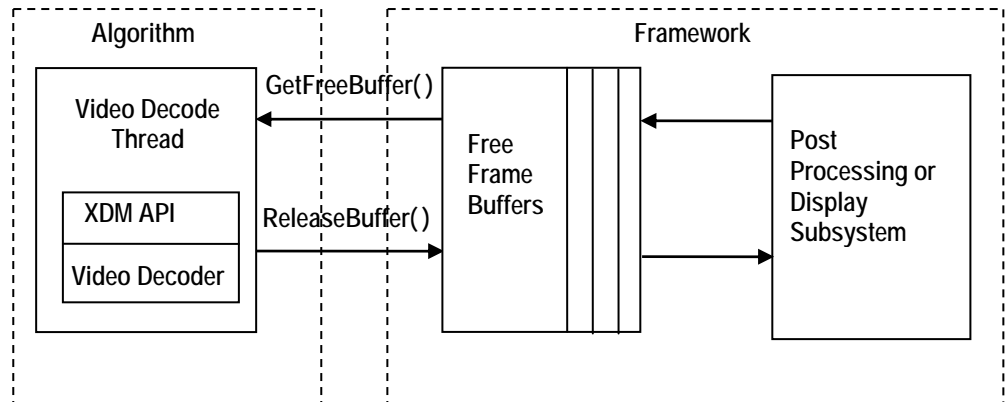 Algorithm
Framework
GetFreeBuffer()
Video Decode
Thread
XDM API
Video Decoder
ReleaseBuffer()
Free
Frame
Buffers
Post
Processing or
Display
Subsystem